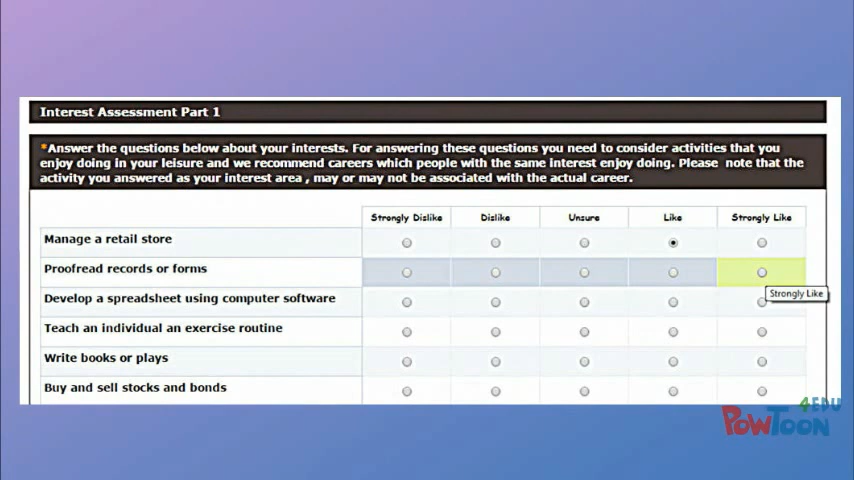 Interest Assessment Part 1
*Answer the questions below about your interests. For answering these questions you need to consider activities that you
enjoy doing in your leisure and we recommend careers which people with the same interest enjoy doing. Please note that the
activity you answered as your interest area , may or may not be associated with the actual career.
Strongly Dislike Dislike Unsure Like Strongly Like
Manage a retail store
Proofread records or forms
Strongly Like
Develop a spreadsheet using computer software
Teach an individual an exercise routine
Write books or plays
Buy and sell stocks and bonds
4EDU
POWTOON